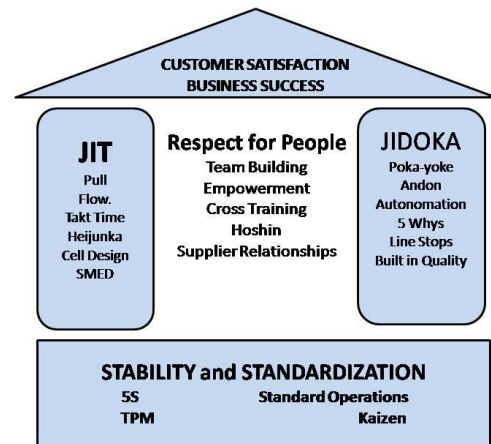 CUSTOMER SATISFACTION
BUSINESS SUCCESS
JIT
Pull
Flow.
Takt Time
Heijunka
Cell Design
SMED
Respect for People
Team Building
Empowerment
Cross Training
Hoshin
Supplier Relationships
JIDOKA
Poka-yoke
Andon
Autonomation
5 Whys
Line Stops
Built in Quality
STABILITY and STANDARDIZATION
5S Standard Operations
TPM Kaizen